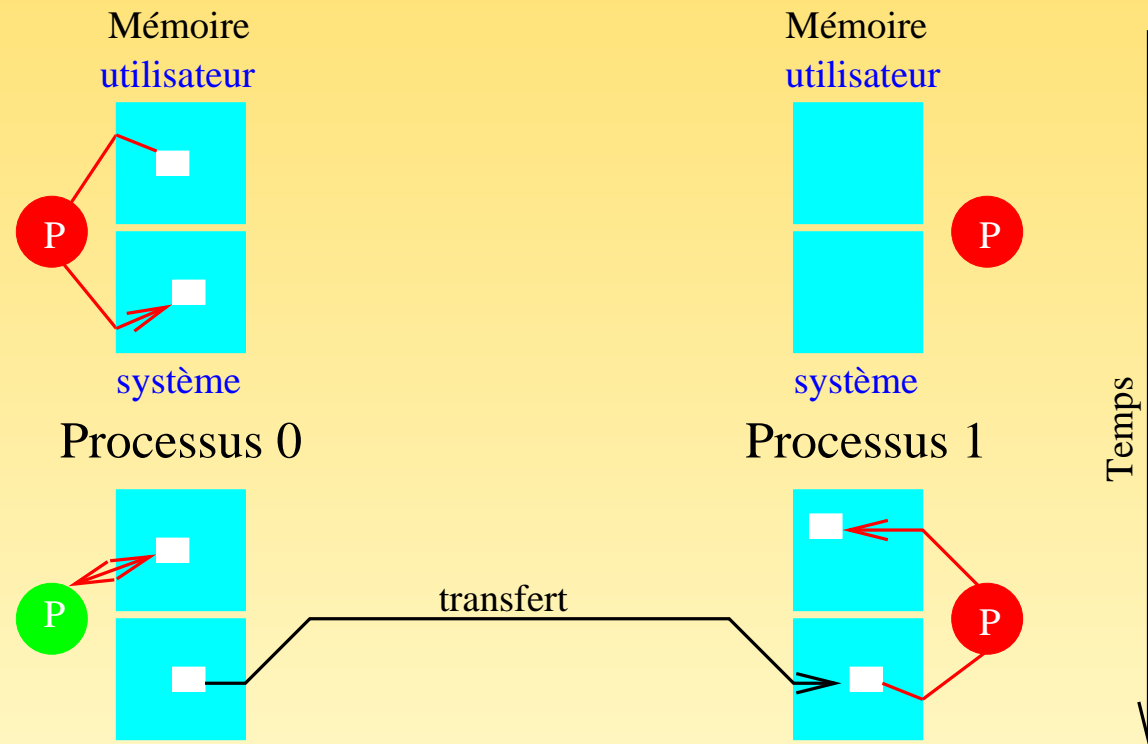 Mémoire
utilisateur
Mémoire
utilisateur
P
P
système
système
Processus 0
Processus 1
Temps
transfert
P
P